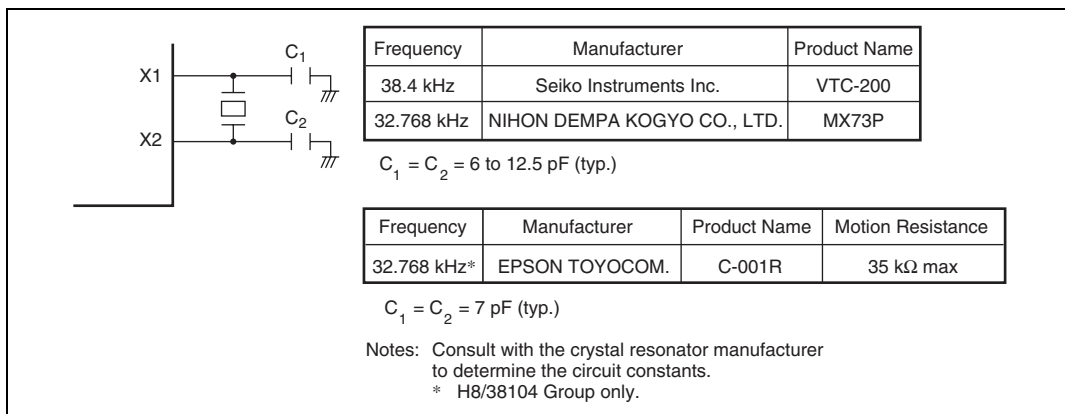 X1
X2
C1
C2
Frequency Manufacturer Product Name
38.4 kHz Seiko Instruments Inc. VTC-200
32.768 kHz NIHON DEMPA KOGYO CO., LTD. MX73P
C1 = C2 = 6 to 12.5 pF (typ.)
Frequency Manufacturer Product Name Motion Resistance
32.768 kHz* EPSON TOYOCOM. C-001R 35 kΩ max
C1 = C2 = 7 pF (typ.)
Notes: Consult with the crystal resonator manufacturer
to determine the circuit constants.
* H8/38104 Group only.